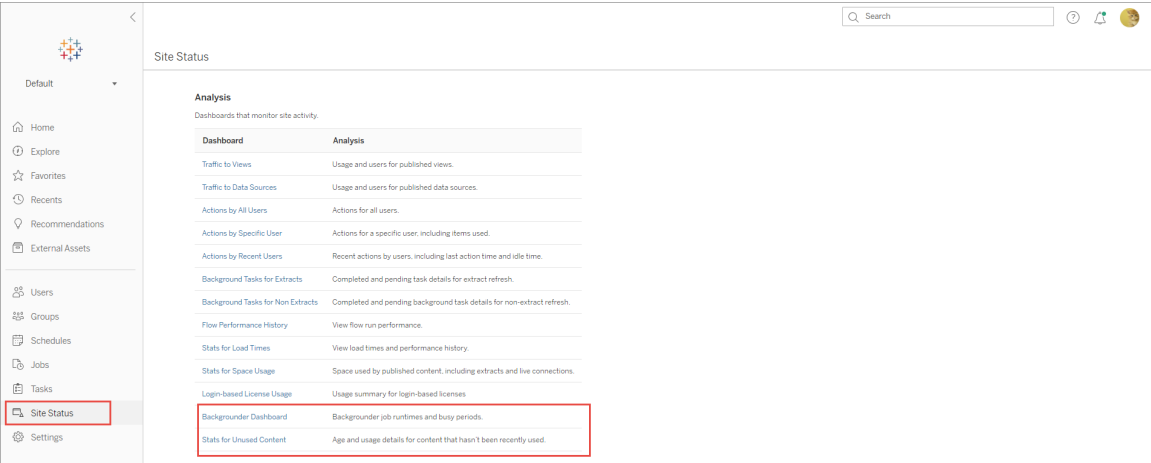 Search
Default
Home
Explore
Favorites
Recents
Recommendations
External Assets
Users
Groups
Schedules
Jobs
Tasks
Site Status
Settings
Site Status
Analysis
Dashboards that monitor site activity.
Dashboard Analysis
Traffic to Views Usage and users for published views.
Traffic to Data Sources Usage and users for published data sources.
Actions by All Users Actions for all users.
Actions by Specific User Actions for a specific user, including items used.
Actions by Recent Users Recent actions by users, including last action time and idle time.
Background Tasks for Extracts Completed and pending task details for extract refresh.
Background Tasks for Non Extracts Completed and pending background task details for non-extract refresh.
Flow Performance History View flow run performance.
Stats for Load Times View load times and performance history.
Stats for Space Usage Space used by published content, including extracts and live connections.
Login-based License Usage Usage summary for login-based licenses
Backgrounder Dashboard Backgrounder job runtimes and busy periods.
Stats for Unused Content Age and usage details for content that hasn't been recently used.